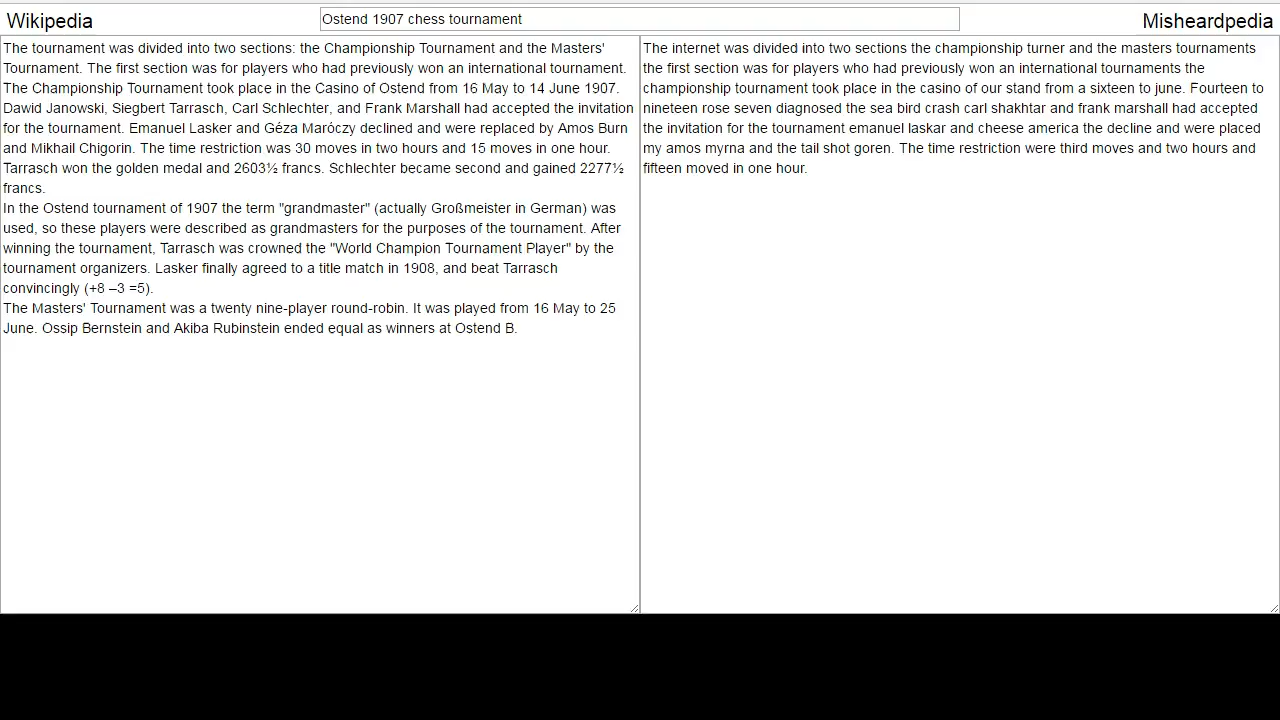 Wikipedia
Ostend 1907 chess tournament
Misheardpedia
The tournament was divided into two sections: the Championship Tournament and the Masters'
Tournament. The first section was for players who had previously won an international tournament.
The Championship Tournament took place in the Casino of Ostend from 16 May to 14 June 1907.
Dawid Janowski, Siegbert Tarrasch, Carl Schlechter, and Frank Marshall had accepted the invitation
for the tournament. Emanuel Lasker and Géza Maróczy declined and were replaced by Amos Burn
and Mikhail Chigorin. The time restriction was 30 moves in two hours and 15 moves in one hour.
Tarrasch won the golden medal and 2603½ francs. Schlechter became second and gained 2277½
francs.
In the Ostend tournament of 1907 the term "grandmaster" (actually Großmeister in German) was
used, so these players were described as grandmasters for the purposes of the tournament. After
winning the tournament, Tarrasch was crowned the "World Champion Tournament Player" by the
tournament organizers. Lasker finally agreed to a title match in 1908, and beat Tarrasch
convincingly (+8 –3 =5).
The Masters' Tournament was a twenty nine-player round-robin. It was played from 16 May to 25
June. Ossip Bernstein and Akiba Rubinstein ended equal as winners at Ostend B.
The internet was divided into two sections the championship turner and the masters tournaments
the first section was for players who had previously won an international tournaments the
championship tournament took place in the casino of our stand from a sixteen to june. Fourteen to
nineteen rose seven diagnosed the sea bird crash carl shakhtar and frank marshall had accepted
the invitation for the tournament emanuel laskar and cheese america the decline and were placed
my amos myrna and the tail shot goren. The time restriction were third moves and two hours and
fifteen moved in one hour.